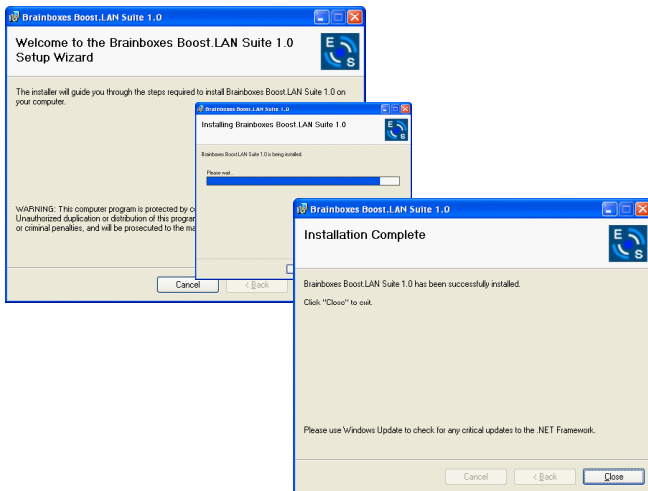 Brainboxes Boost.LAN Suite 1.0
Welcome to the Brainboxes Boost.LAN Suite 1.0
Setup Wizard
E
S
The installer will guide you through the steps required to install Brainboxes Boost.LAN Suite 1.0 on
your computer.
WARNING: This computer program is protected by
Unauthorized duplication or distribution of this
or criminal penalties, and will be prosecuted to the
Cancel
< Back
Brainboxes Boost.LAN Suite 1.0
Installing Brainboxes Boost.LAN Suite 1.0
E
S
Brainboxes Boost.LAN Suite 1.0 is being installed.
Please wait...
Brainboxes Boost.LAN Suite 1.0
Installation Complete
E
S
Brainboxes Boost.LAN Suite 1.0 has been successfully installed.
Click "Close" to exit.
Please use Windows Update to check for any critical updates to the .NET Framework.
Cancel
< Back
Close